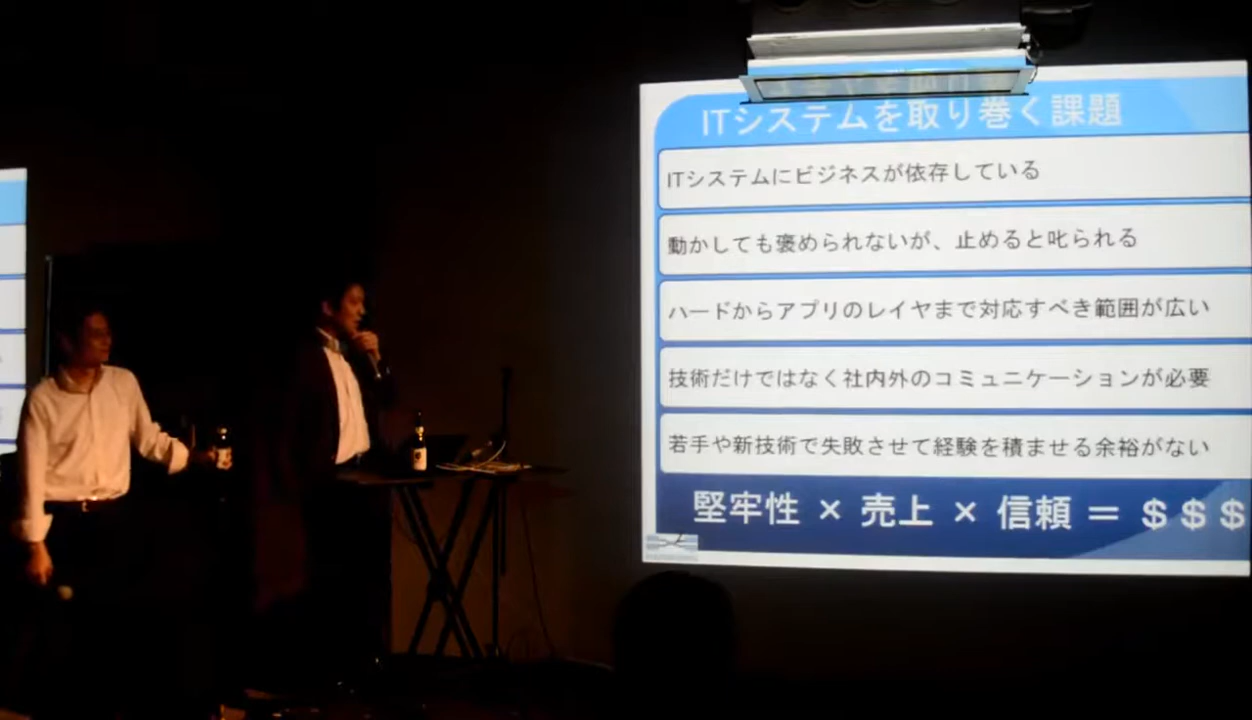 ITシステムを取り巻く課題
ITシステムにビジネスが依存している
動かしても褒められないが、止めると叱られる
ハードからアプリのレイヤまで対応すべき範囲が広い
技術だけではなく社内外のコミュニケーションが必要
若手や新技術で失敗させて経験を積ませる余裕がない
堅牢性 × 売上 × 信頼 ＝ $ $ $